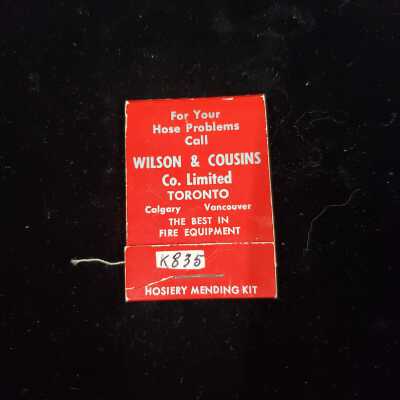 For Your
Hose Problems
Call
WILSON & COUSINS
Co. Limited
TORONTO
Calgary Vancouver
THE BEST IN
FIRE EQUIPMENT
K835
HOSIERY MENDING KIT